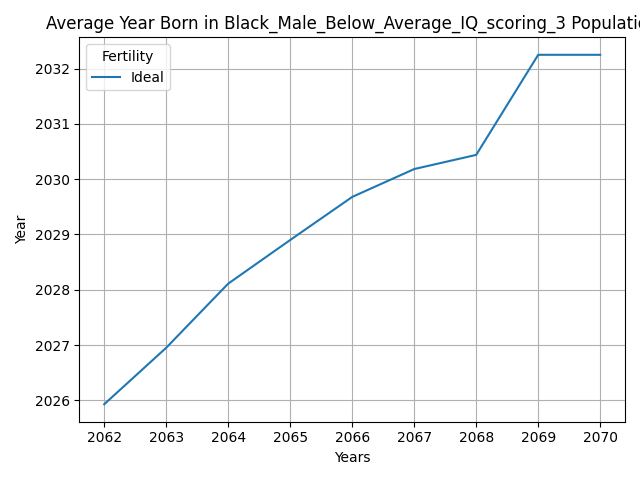 Average Year Born in Black_Male_Below_Average_IQ_scoring_3 Populatio
Fertility
Ideal
Year
2032
2031
2030
2029
2028
2027
2026
2062 2063 2064 2065 2066 2067 2068 2069 2070
Years